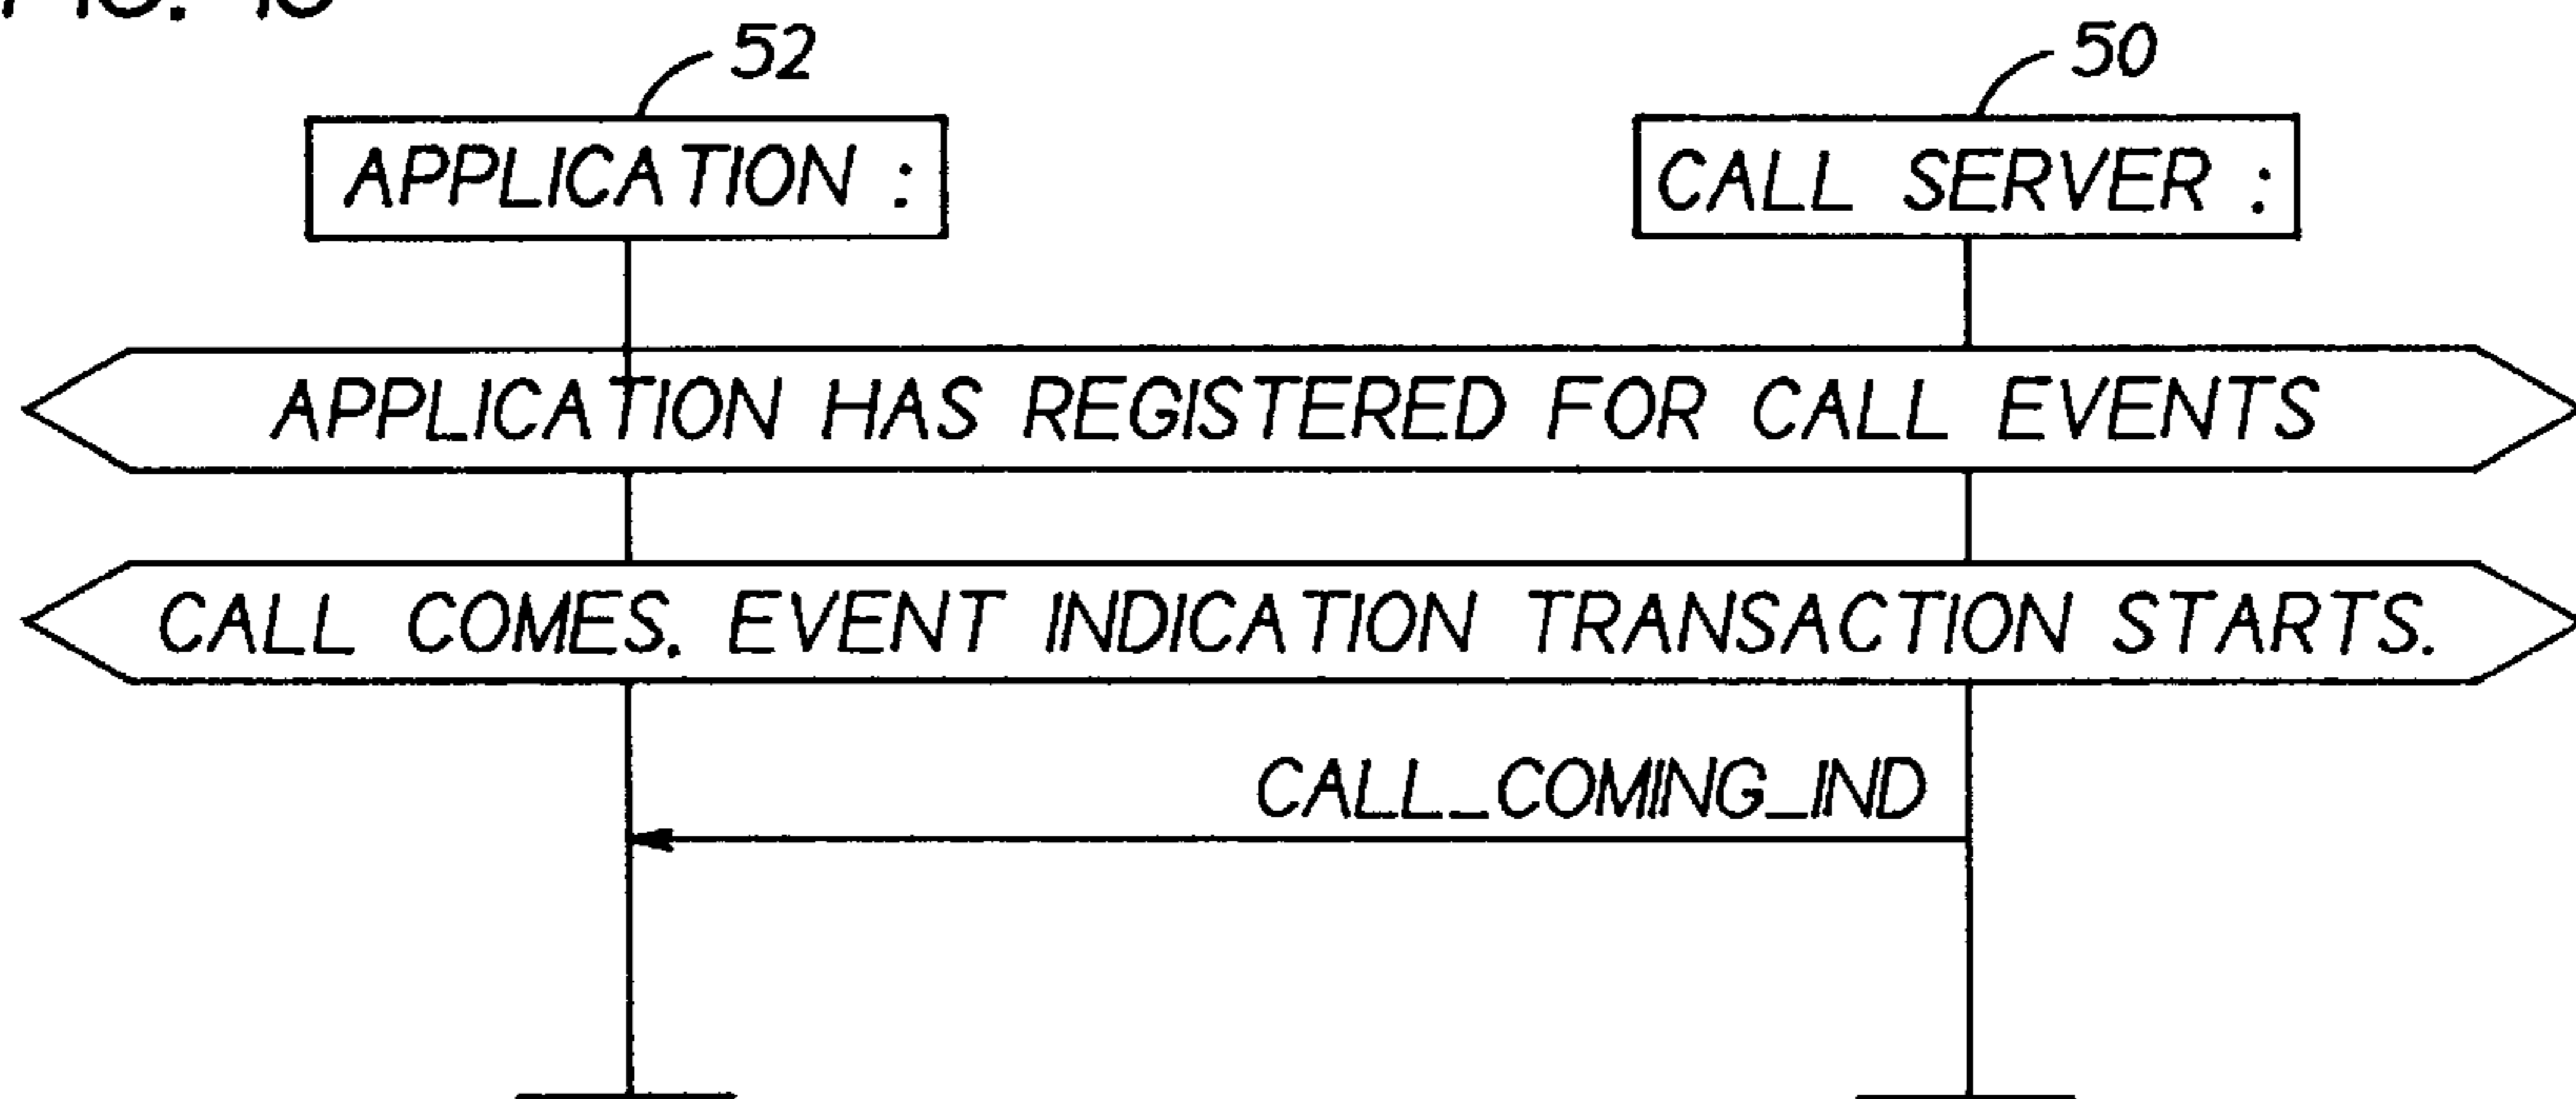 52
50
APPLICATION :
CALL SERVER :
APPLICATION HAS REGISTERED FOR CALL EVENTS
CALL COMES. EVENT INDICATION TRANSACTION STARTS.
CALL_COMING_IND